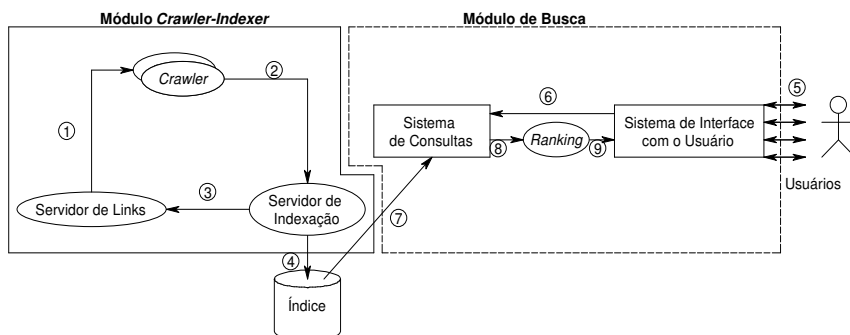 Módulo Crawler-Indexer
Módulo de Busca
Crawler
②
①
③
Servidor de Links
Servidor de
Indexação
④
Índice
⑤
⑥
Sistema
de Consultas
⑧
Ranking
⑨
Sistema de Interface
com o Usuário
⑦
Usuários